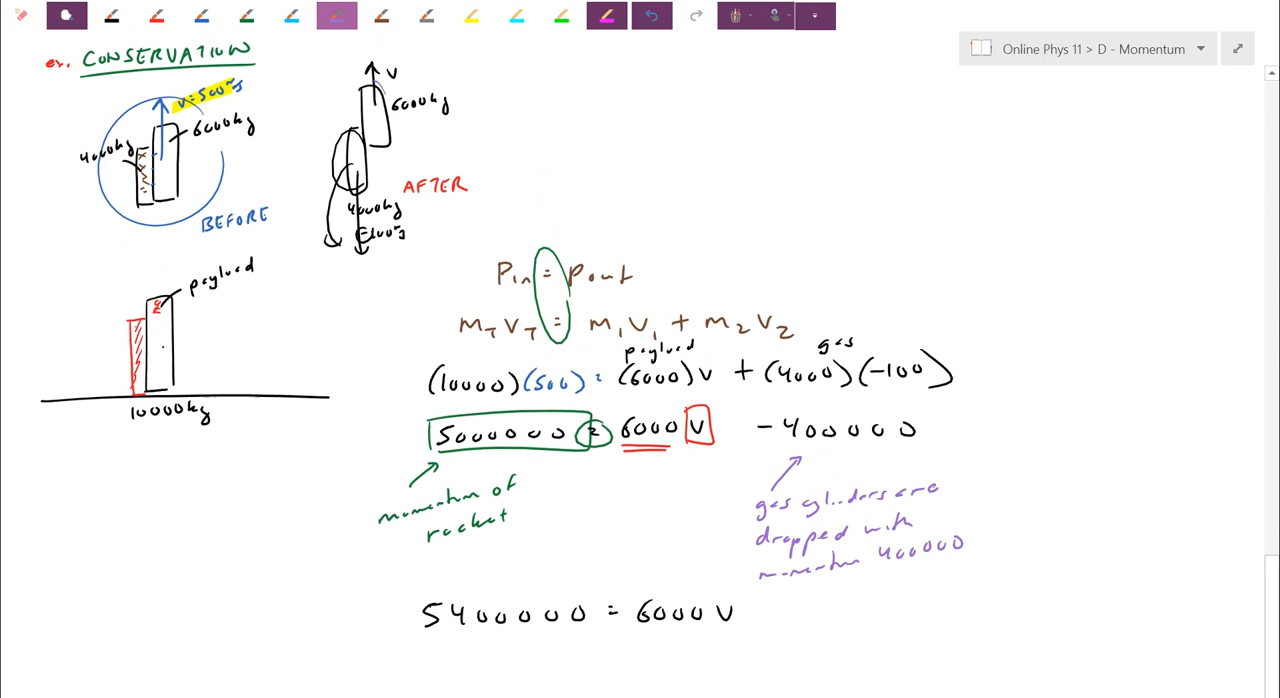 Online Phys 11 > D - Momentum
ex. CONSERVATION
V=500m/s
6000kg
4000kg
BEFORE
V
6000kg
AFTER
4000kg
payload
10000kg
Pin = Pout
mTVT = m1V1 + m2V2
payload gas
(10000)(500) = (6000)V + (4000)(-100)
5000000 = 6000 V - 400000
momentum of
rocket
gas cylinders are
dropped with
momentum 400000
5400000 = 6000 V